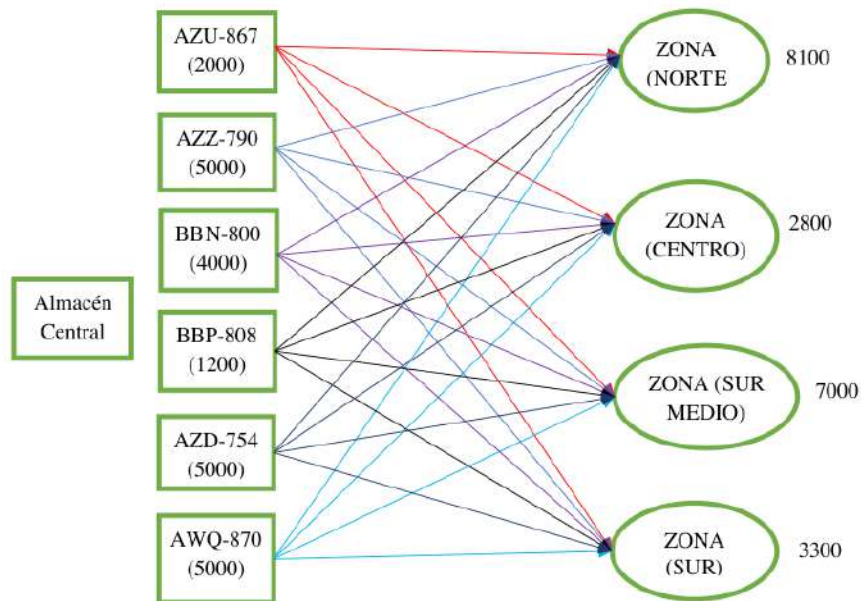 Almacén
Central
AZU-867
(2000)
AZZ-790
(5000)
BBN-800
(4000)
BBP-808
(1200)
AZD-754
(5000)
AWQ-870
(5000)
ZONA
(NORTE
8100
ZONA
(CENTRO)
2800
ZONA (SUR
MEDIO)
7000
ZONA
(SUR)
3300